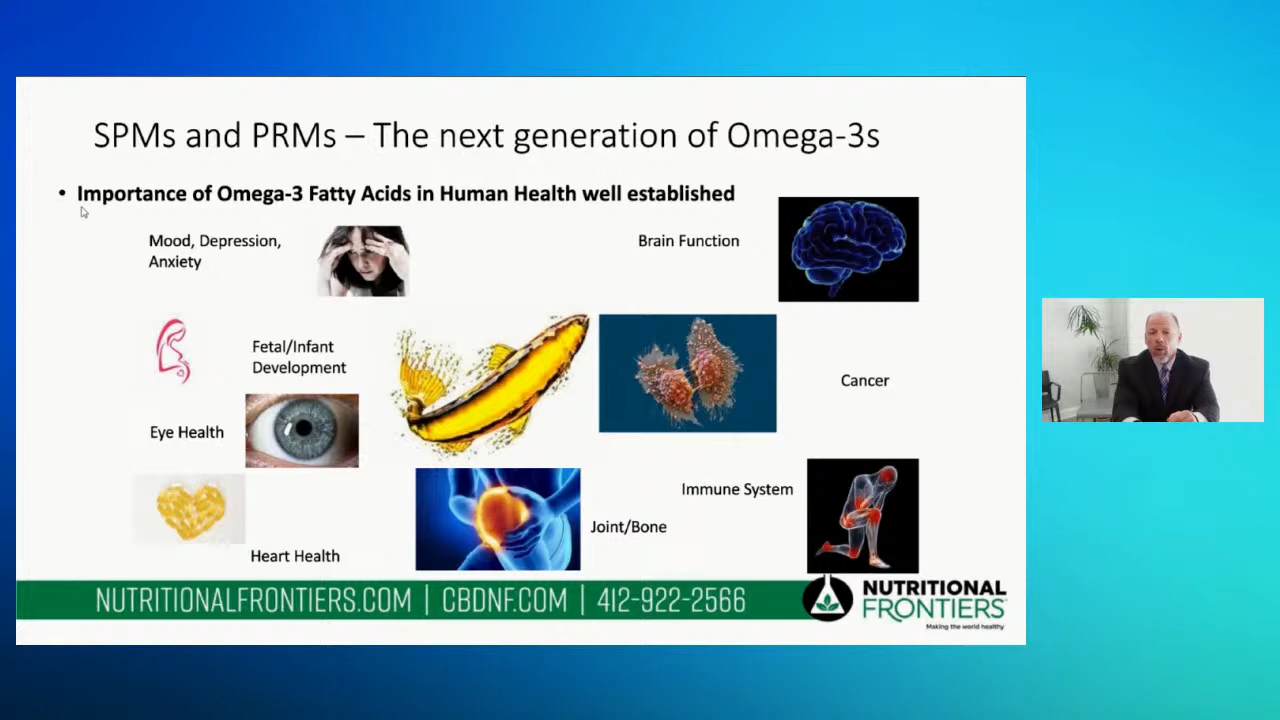 SPMs and PRMs – The next generation of Omega-3s
• Importance of Omega-3 Fatty Acids in Human Health well established
Mood, Depression,
Anxiety
Brain Function
Fetal/Infant
Development
Cancer
Eye Health
Immune System
Joint/Bone
Heart Health
NUTRITIONALFRONTIERS.COM | CBDNF.COM | 412-922-2566
NUTRITIONAL
FRONTIERS
Making the world healthy